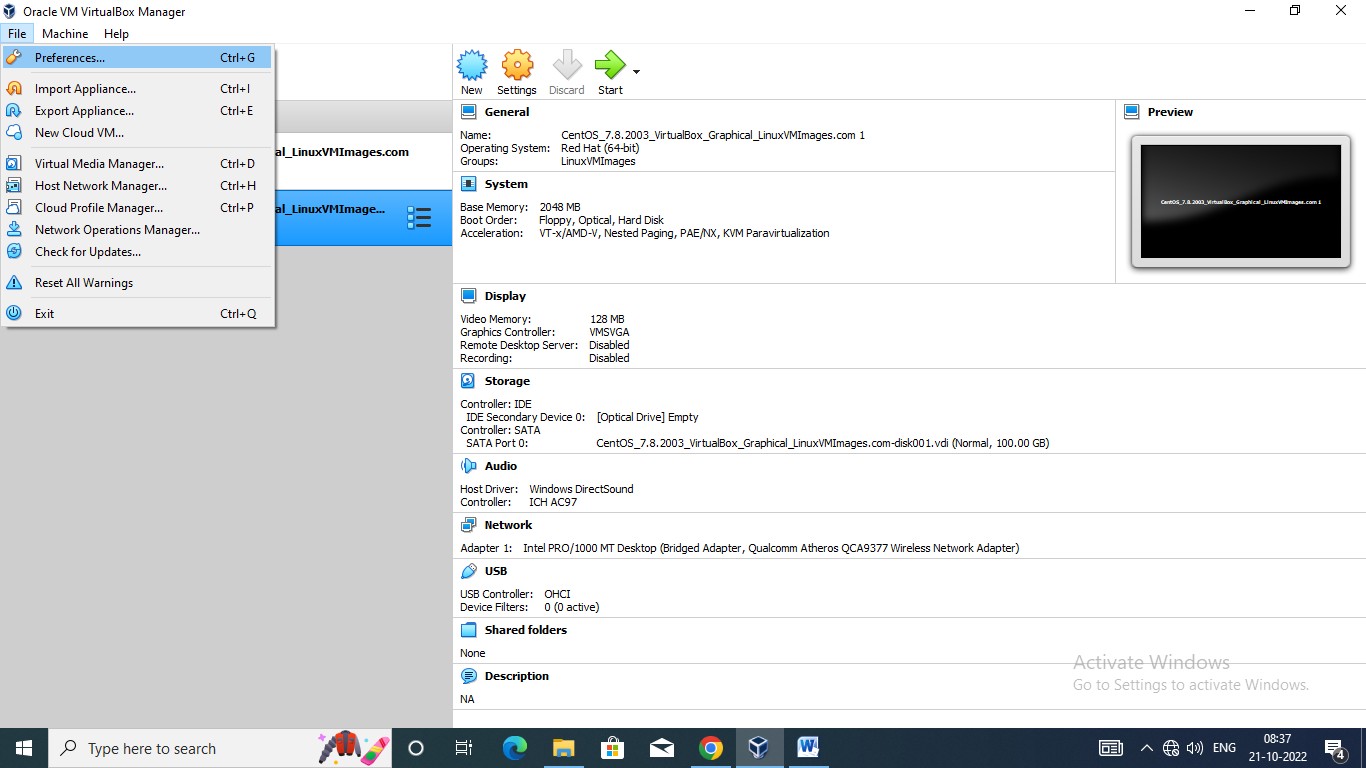 Oracle VM VirtualBox Manager
File Machine Help
Preferences... Ctrl+G
Import Appliance... Ctrl+I
Export Appliance... Ctrl+E
New Cloud VM...
Virtual Media Manager... Ctrl+D
Host Network Manager... Ctrl+H
Cloud Profile Manager... Ctrl+P
Network Operations Manager...
Check for Updates...
Reset All Warnings
Exit Ctrl+Q
al_LinuxVMImages.com
al_LinuxVMImage...
New Settings Discard Start
General
Name: CentOS_7.8.2003_VirtualBox_Graphical_LinuxVMImages.com 1
Operating System: Red Hat (64-bit)
Groups: LinuxVMImages
Preview
CentOS_7.8.2003_VirtualBox_Graphical_LinuxVMImages.com 1
System
Base Memory: 2048 MB
Boot Order: Floppy, Optical, Hard Disk
Acceleration: VT-x/AMD-V, Nested Paging, PAE/NX, KVM Paravirtualization
Display
Video Memory: 128 MB
Graphics Controller: VMSVGA
Remote Desktop Server: Disabled
Recording: Disabled
Storage
Controller: IDE
IDE Secondary Device 0: [Optical Drive] Empty
Controller: SATA
SATA Port 0: CentOS_7.8.2003_VirtualBox_Graphical_LinuxVMImages.com-disk001.vdi (Normal, 100.00 GB)
Audio
Host Driver: Windows DirectSound
Controller: ICH AC97
Network
Adapter 1: Intel PRO/1000 MT Desktop (Bridged Adapter, Qualcomm Atheros QCA9377 Wireless Network Adapter)
USB
USB Controller: OHCI
Device Filters: 0 (0 active)
Shared folders
None
Description
NA
Activate Windows
Go to Settings to activate Windows.
Type here to search
W
ENG
08:37
21-10-2022
4